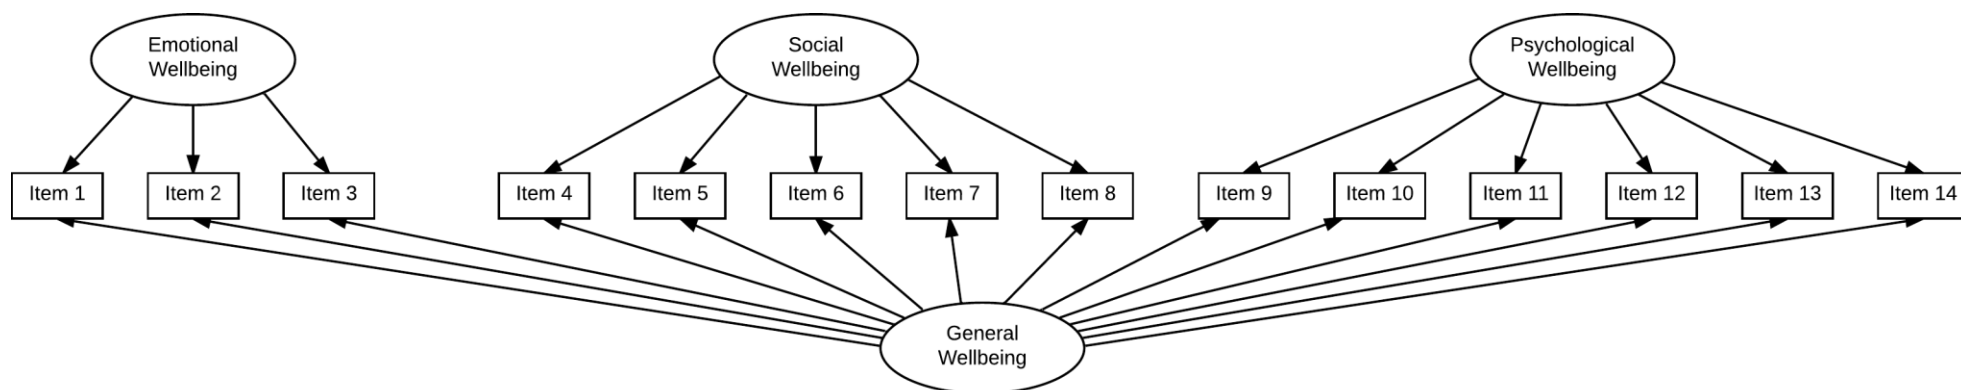 Emotional
Wellbeing
Social
Wellbeing
Psychological
Wellbeing
Item 1
Item 2
Item 3
Item 4
Item 5
Item 6
Item 7
Item 8
Item 9
Item 10
Item 11
Item 12
Item 13
Item 14
General
Wellbeing